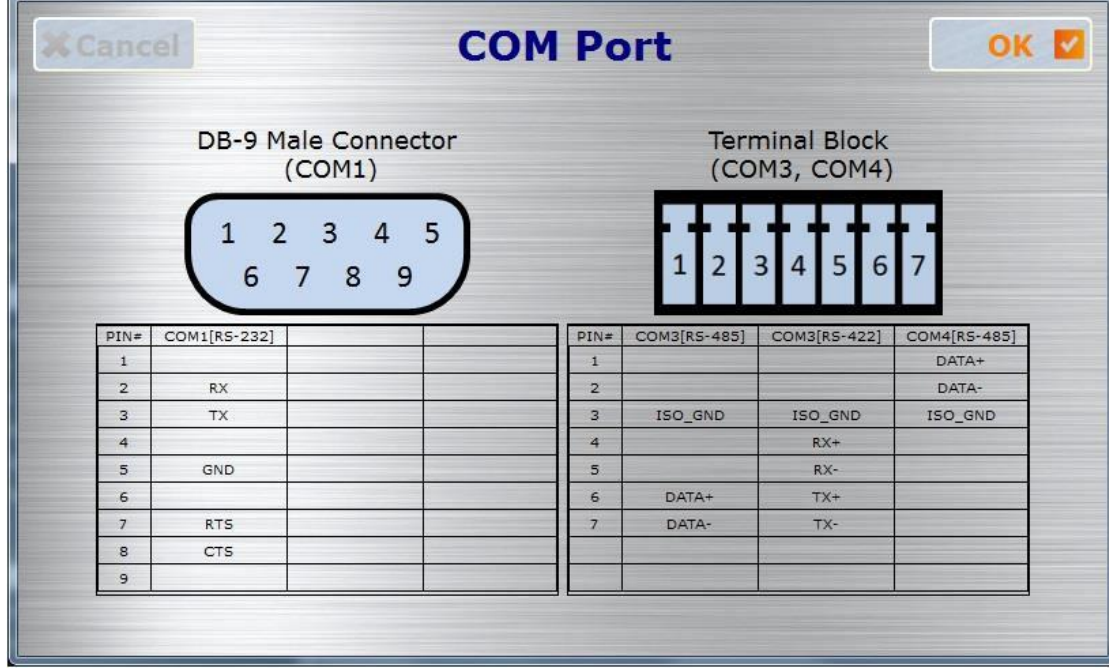 Cancel
COM Port
OK
DB-9 Male Connector
(COM1)
1 2 3 4 5
6 7 8 9
PIN# COM1[RS-232]
1
2 RX
3 TX
4
5 GND
6
7 RTS
8 CTS
9
Terminal Block
(COM3, COM4)
1 2 3 4 5 6 7
PIN# COM3[RS-485] COM3[RS-422] COM4[RS-485]
1 DATA+
2 DATA-
3 ISO_GND ISO_GND ISO_GND
4 RX+
5 RX-
6 DATA+ TX+
7 DATA- TX-